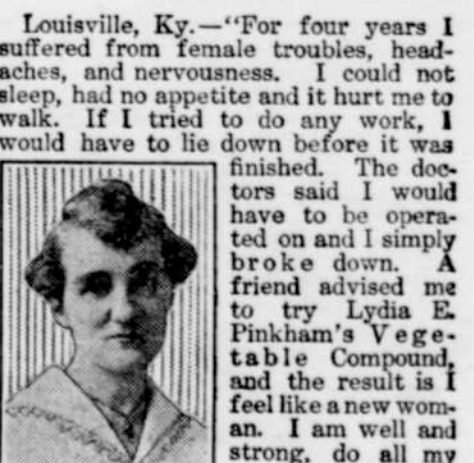 Louisville, Ky.—"For four years I
suffered from female troubles, head-
aches, and nervousness. I could not
sleep, had no appetite and it hurt me to
walk. If I tried to do any work, I
would have to lie down before it was
finished. The doc-
tors said I would
have to be opera-
ted on and I simply
broke down. A
friend advised me
to try Lydia E.
Pinkham's Vege-
table Compound,
and the result is I
feel like a new wom-
an. I am well and
strong, do all my